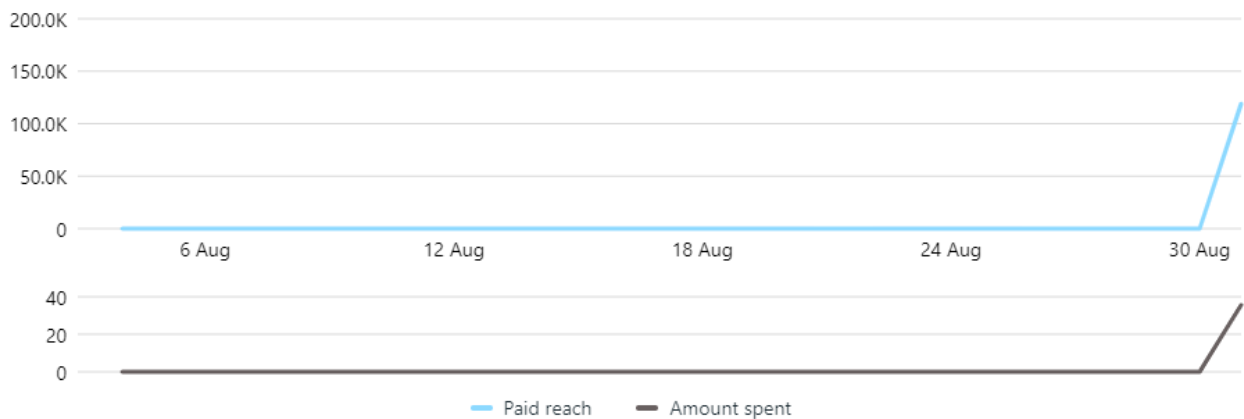 200.0K
150.0K
100.0K
50.0K
0
6 Aug 12 Aug 18 Aug 24 Aug 30 Aug
40
20
0
Paid reach Amount spent